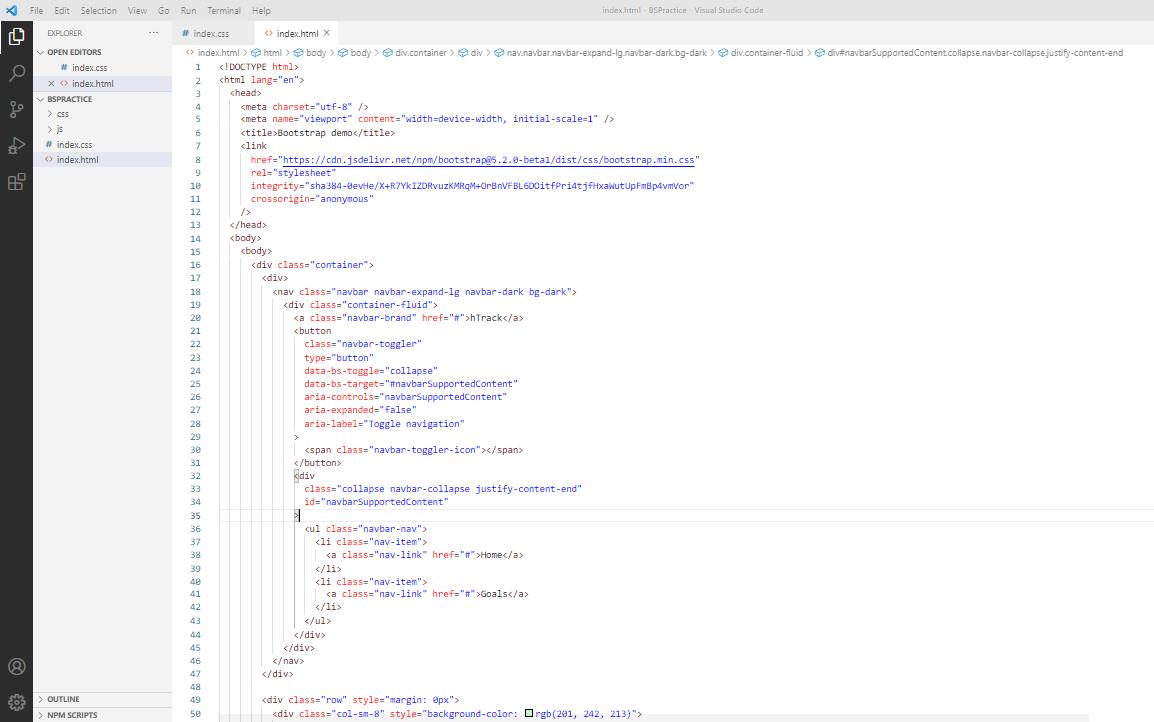 File Edit Selection View Go Run Terminal Help
index.html - BSPractice - Visual Studio Code
EXPLORER ···
OPEN EDITORS
# index.css
× <> index.html
BSPRACTICE
> css
> js
# index.css
<> index.html
OUTLINE
NPM SCRIPTS
# index.css
<> index.html ×
<> index.html > html > body > body > div.container > div > nav.navbar.navbar-expand-lg.navbar-dark.bg-dark > div.container-fluid > div#navbarSupportedContent.collapse.navbar-collapse.justify-content-end
1 <!DOCTYPE html>
2 <html lang="en">
3 <head>
4 <meta charset="utf-8" />
5 <meta name="viewport" content="width=device-width, initial-scale=1" />
6 <title>Bootstrap demo</title>
7 <link
8 href="https://cdn.jsdelivr.net/npm/bootstrap@5.2.0-beta1/dist/css/bootstrap.min.css"
9 rel="stylesheet"
10 integrity="sha384-0evHe/X+R7YkIZDRvuzKMRqM+OrBnVFBL6DOitfPri4tjfHxaWutUpFmBp4vmVor"
11 crossorigin="anonymous"
12 />
13 </head>
14 <body>
15 <body>
16 <div class="container">
17 <div>
18 <nav class="navbar navbar-expand-lg navbar-dark bg-dark">
19 <div class="container-fluid">
20 <a class="navbar-brand" href="#">hTrack</a>
21 <button
22 class="navbar-toggler"
23 type="button"
24 data-bs-toggle="collapse"
25 data-bs-target="#navbarSupportedContent"
26 aria-controls="navbarSupportedContent"
27 aria-expanded="false"
28 aria-label="Toggle navigation"
29 >
30 <span class="navbar-toggler-icon"></span>
31 </button>
32 <div
33 class="collapse navbar-collapse justify-content-end"
34 id="navbarSupportedContent"
35 >
36 <ul class="navbar-nav">
37 <li class="nav-item">
38 <a class="nav-link" href="#">Home</a>
39 </li>
40 <li class="nav-item">
41 <a class="nav-link" href="#">Goals</a>
42 </li>
43 </ul>
44 </div>
45 </div>
46 </nav>
47 </div>
48
49 <div class="row" style="margin: 0px">
50 <div class="col-sm-8" style="background-color: rgb(201, 242, 213)">